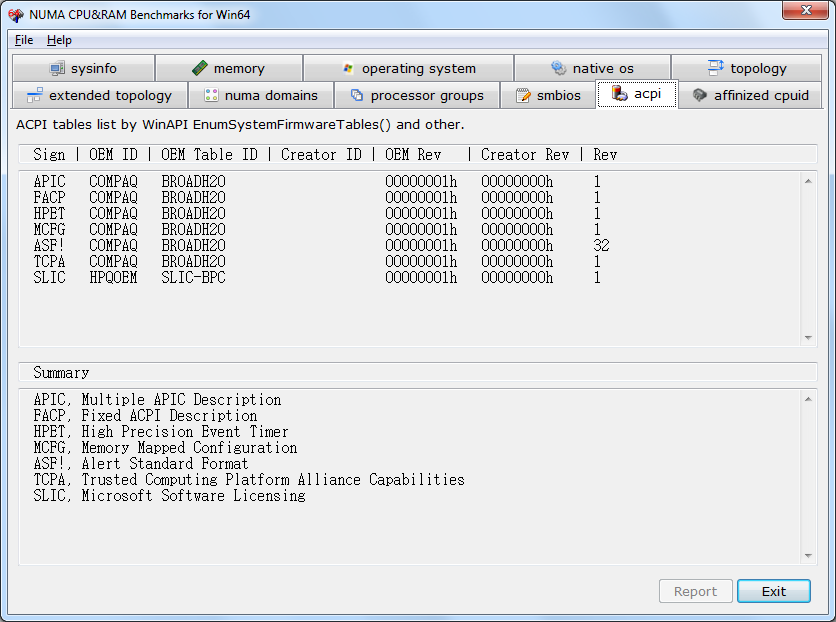 NUMA CPU&RAM Benchmarks for Win64
File Help
sysinfo memory operating system native os topology
extended topology numa domains processor groups smbios acpi affinized cpuid
ACPI tables list by WinAPI EnumSystemFirmwareTables() and other.
Sign | OEM ID | OEM Table ID | Creator ID | OEM Rev | Creator Rev | Rev
APIC COMPAQ BROADH2O 00000001h 00000000h 1
FACP COMPAQ BROADH2O 00000001h 00000000h 1
HPET COMPAQ BROADH2O 00000001h 00000000h 1
MCFG COMPAQ BROADH2O 00000001h 00000000h 1
ASF! COMPAQ BROADH2O 00000001h 00000000h 32
TCPA COMPAQ BROADH2O 00000001h 00000000h 1
SLIC HPQOEM SLIC-BPC 00000001h 00000000h 1
Summary
APIC, Multiple APIC Description
FACP, Fixed ACPI Description
HPET, High Precision Event Timer
MCFG, Memory Mapped Configuration
ASF!, Alert Standard Format
TCPA, Trusted Computing Platform Alliance Capabilities
SLIC, Microsoft Software Licensing
Report Exit